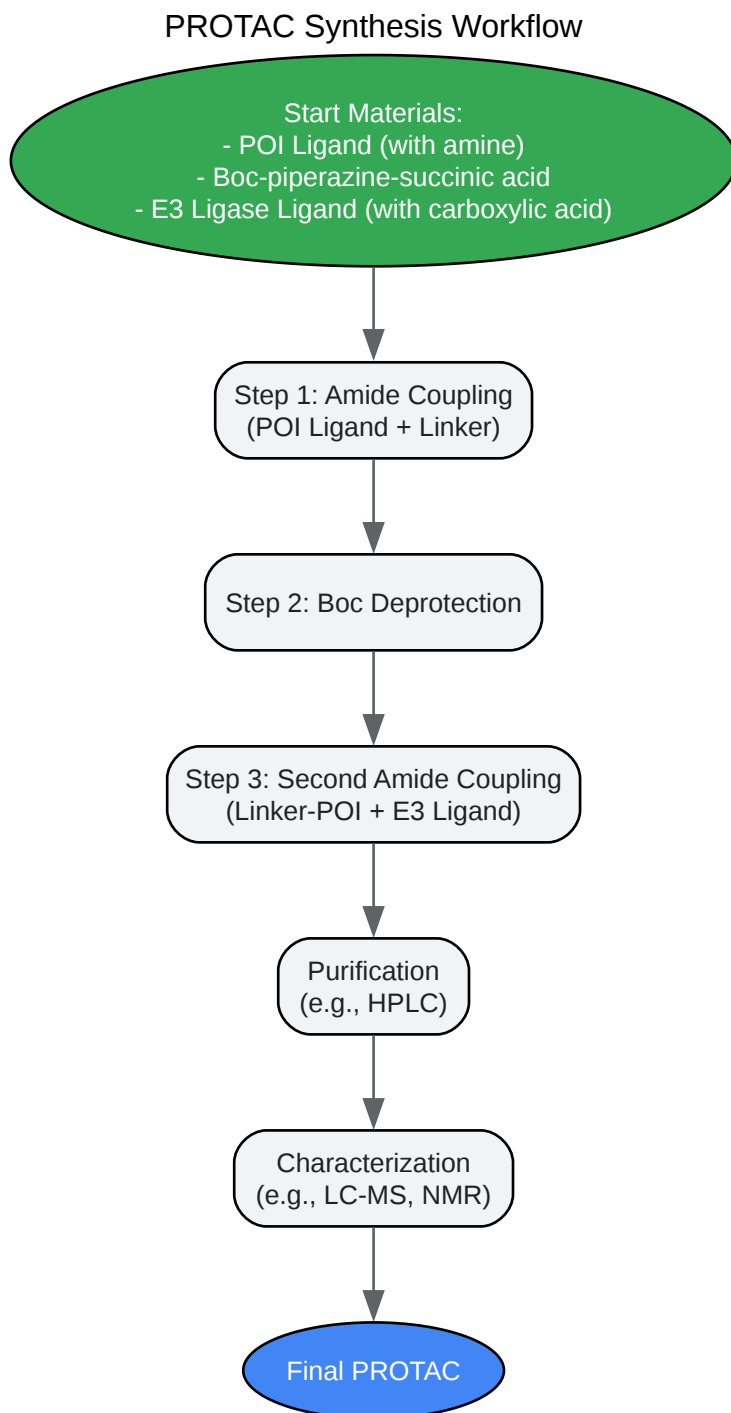 PROTAC Synthesis Workflow
Start Materials:
- POI Ligand (with amine)
- Boc-piperazine-succinic acid
- E3 Ligase Ligand (with carboxylic acid)
Step 1: Amide Coupling
(POI Ligand + Linker)
Step 2: Boc Deprotection
Step 3: Second Amide Coupling
(Linker-POI + E3 Ligand)
Purification
(e.g., HPLC)
Characterization
(e.g., LC-MS, NMR)
Final PROTAC